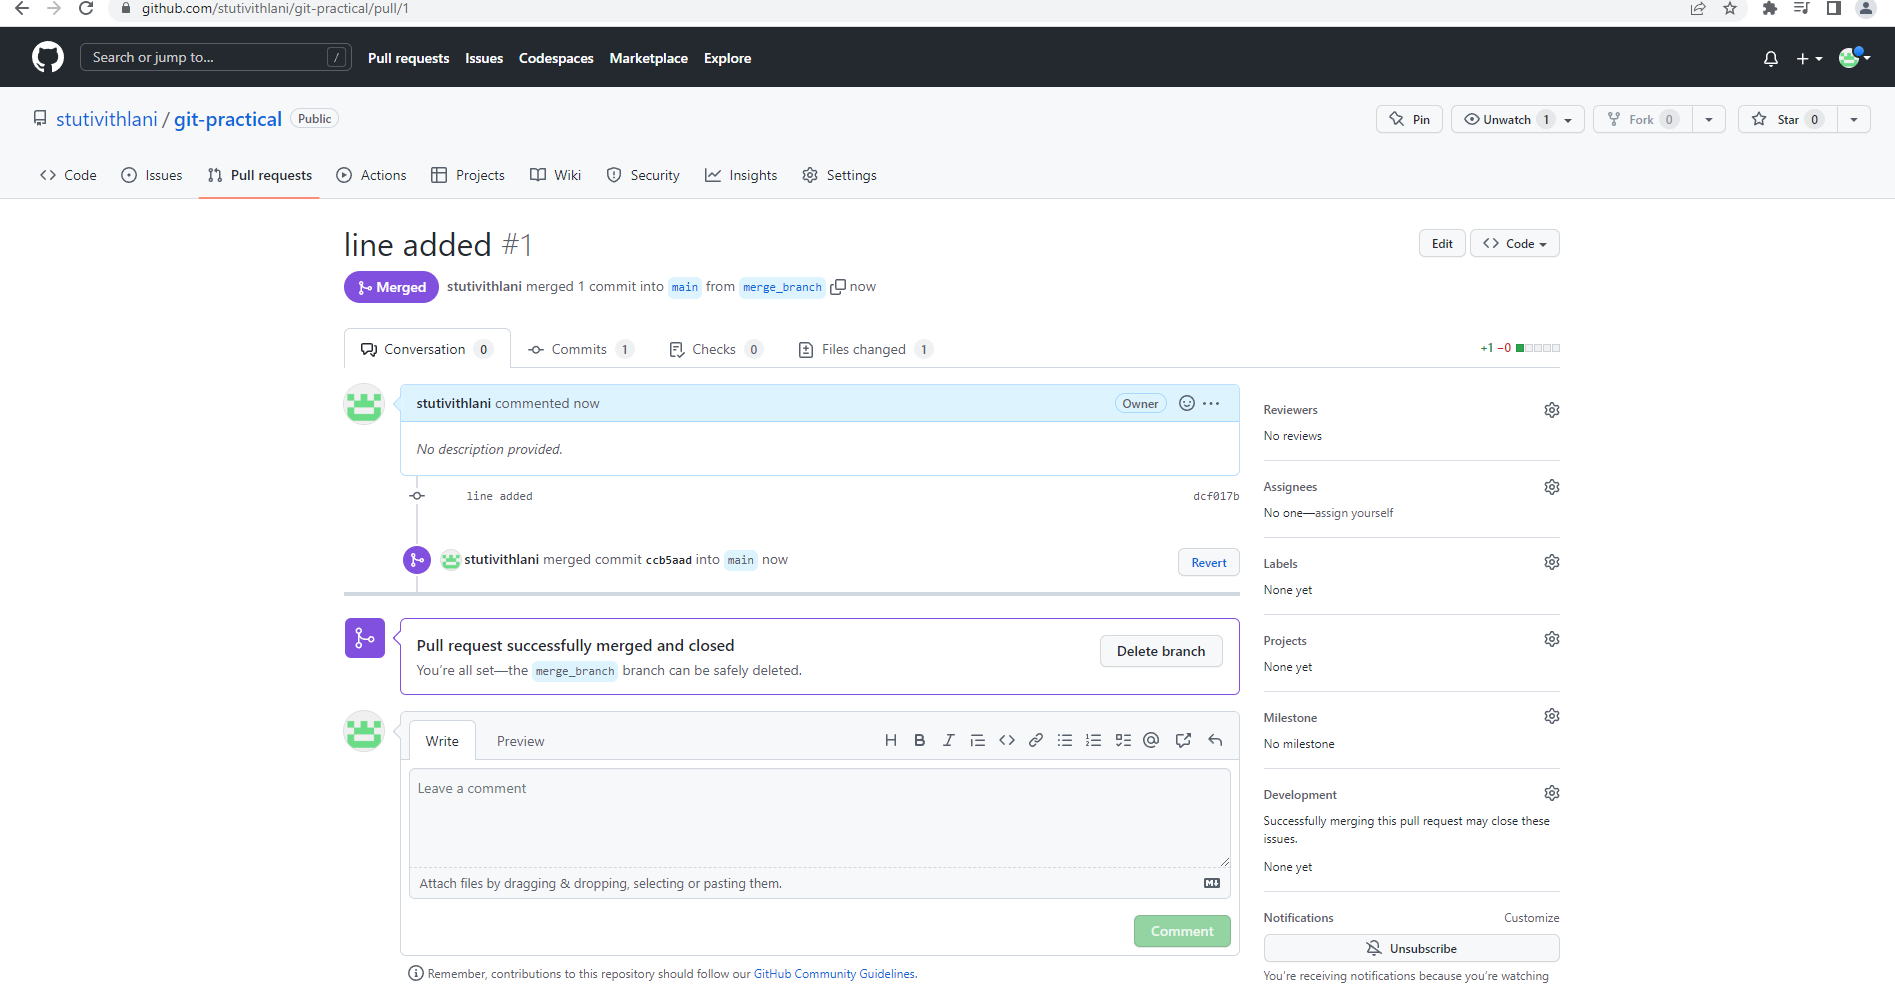 github.com/stutivithlani/git-practical/pull/1
Search or jump to... /
Pull requests Issues Codespaces Marketplace Explore
stutivithlani / git-practical Public
Pin Unwatch 1 Fork 0 Star 0
Code Issues Pull requests Actions Projects Wiki Security Insights Settings
line added #1
Edit Code
Merged stutivithlani merged 1 commit into main from merge_branch now
Conversation 0 Commits 1 Checks 0 Files changed 1 +1 −0
stutivithlani commented now Owner
No description provided.
line added dcf017b
stutivithlani merged commit ccb5aad into main now Revert
Pull request successfully merged and closed
You're all set—the merge_branch branch can be safely deleted.
Delete branch
Write Preview H B I
Leave a comment
Attach files by dragging & dropping, selecting or pasting them.
Comment
Remember, contributions to this repository should follow our GitHub Community Guidelines.
Reviewers
No reviews
Assignees
No one—assign yourself
Labels
None yet
Projects
None yet
Milestone
No milestone
Development
Successfully merging this pull request may close these
issues.
None yet
Notifications Customize
Unsubscribe
You're receiving notifications because you're watching